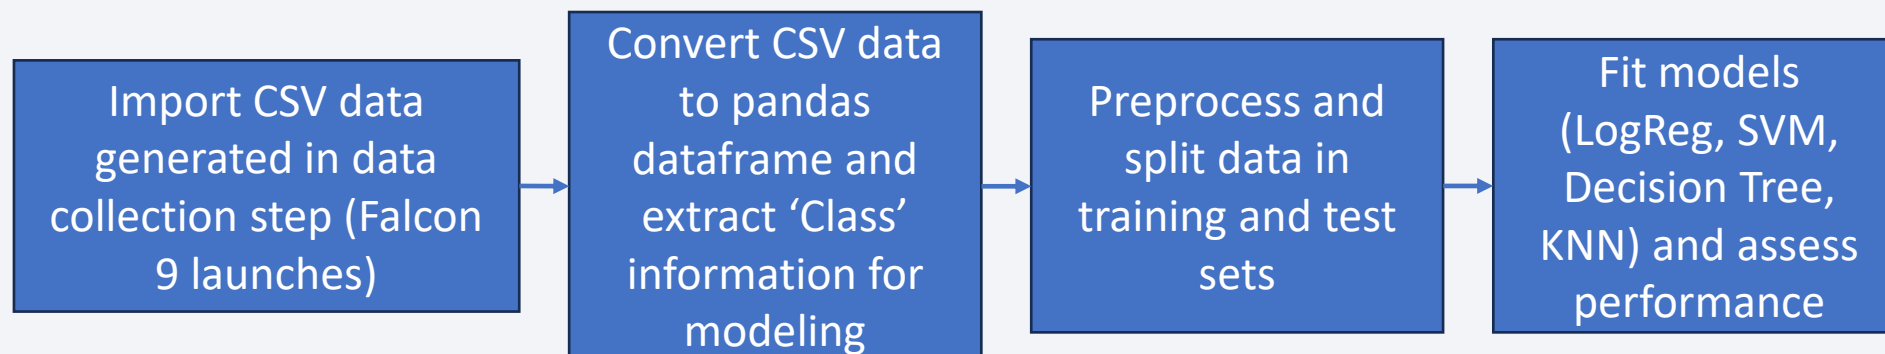 Import CSV data
generated in data
collection step (Falcon
9 launches)
Convert CSV data
to pandas
dataframe and
extract ‘Class’
information for
modeling
Preprocess and
split data in
training and test
sets
Fit models
(LogReg, SVM,
Decision Tree,
KNN) and assess
performance